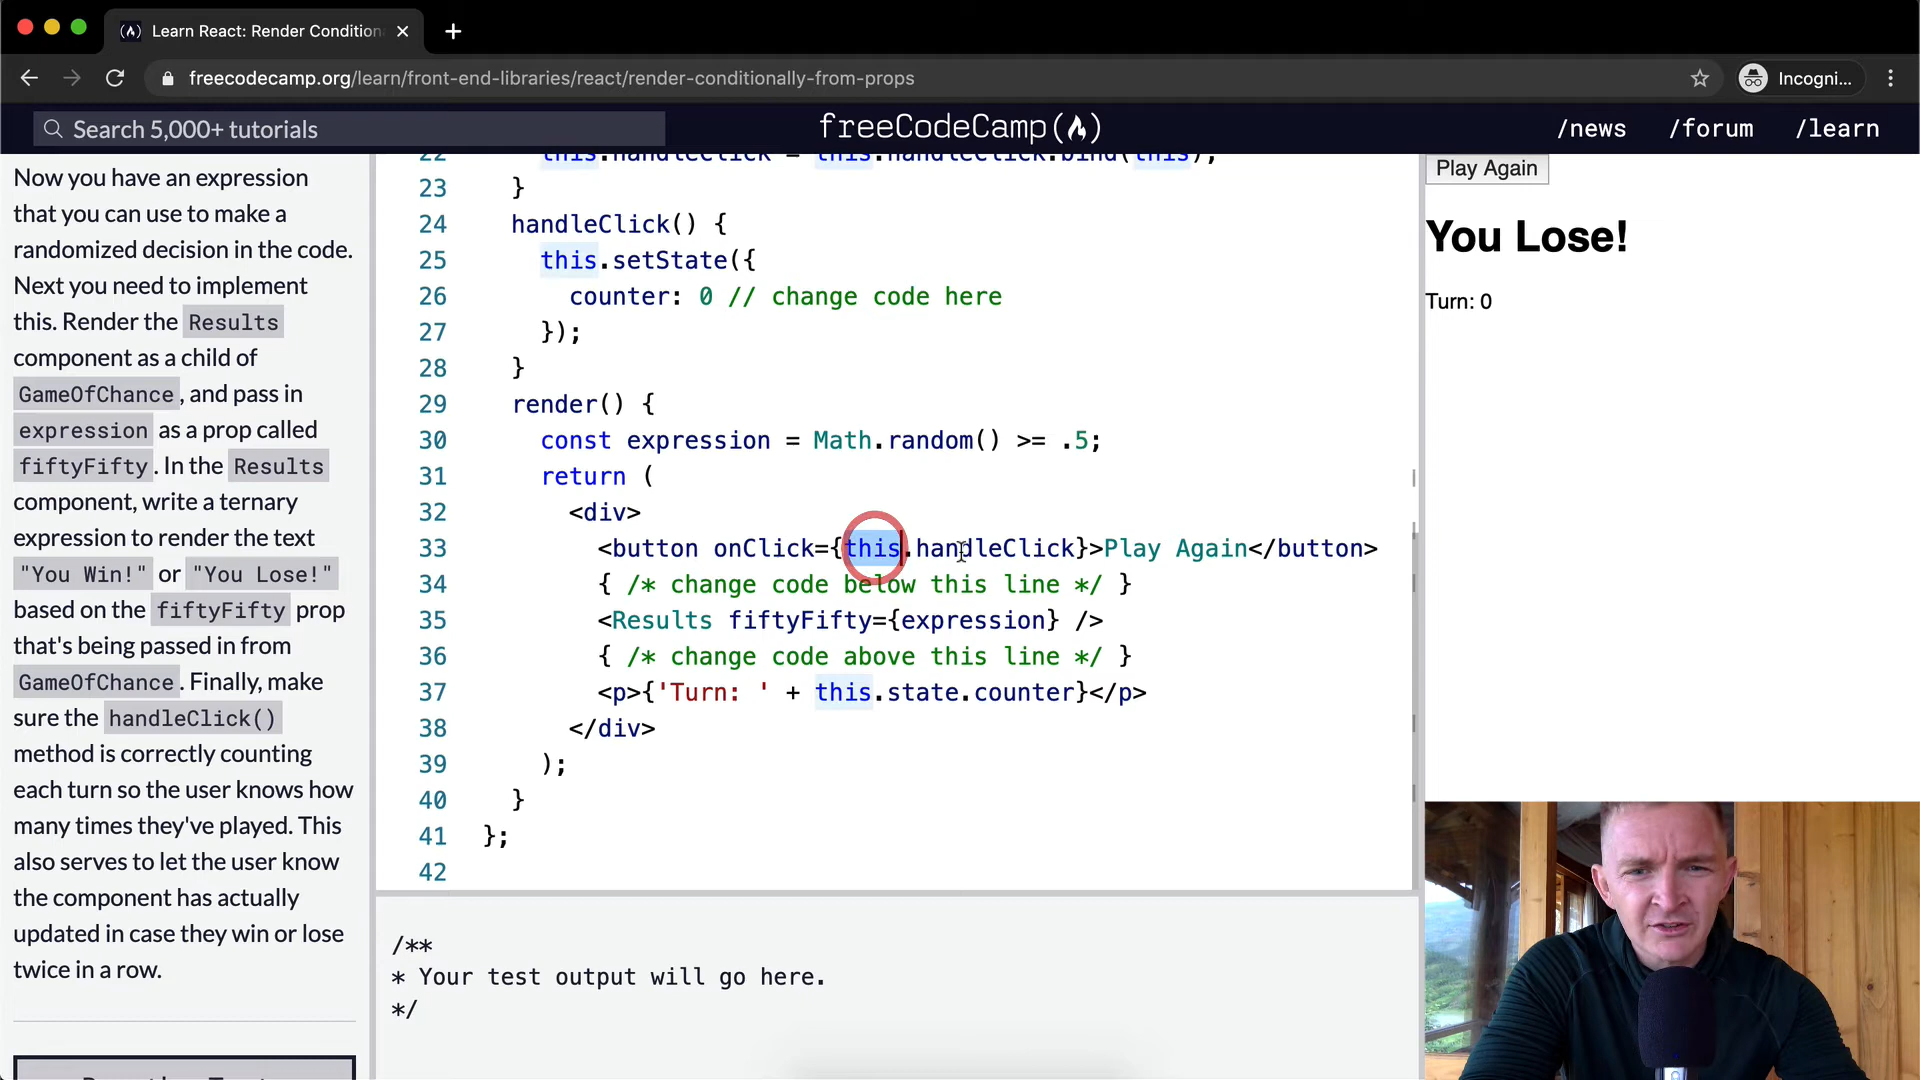 Learn React: Render Condition
freecodecamp.org/learn/front-end-libraries/react/render-conditionally-from-props
Incogni...
Search 5,000+ tutorials
freeCodeCamp
/news
/forum
/learn
Now you have an expression
that you can use to make a
randomized decision in the code.
Next you need to implement
this. Render the Results
component as a child of
GameOfChance, and pass in
expression as a prop called
fiftyFifty. In the Results
component, write a ternary
expression to render the text
"You Win!" or "You Lose!"
based on the fiftyFifty prop
that's being passed in from
GameOfChance. Finally, make
sure the handleClick()
method is correctly counting
each turn so the user knows how
many times they've played. This
also serves to let the user know
the component has actually
updated in case they win or lose
twice in a row.
22 this.handleClick = this.handleClick.bind(this);
23 }
24 handleClick() {
25 this.setState({
26 counter: 0 // change code here
27 });
28 }
29 render() {
30 const expression = Math.random() >= .5;
31 return (
32 <div>
33 <button onClick={this.handleClick}>Play Again</button>
34 { /* change code below this line */ }
35 <Results fiftyFifty={expression} />
36 { /* change code above this line */ }
37 <p>{'Turn: ' + this.state.counter}</p>
38 </div>
39 );
40 }
41 };
42
/**
* Your test output will go here.
*/
Play Again
You Lose!
Turn: 0